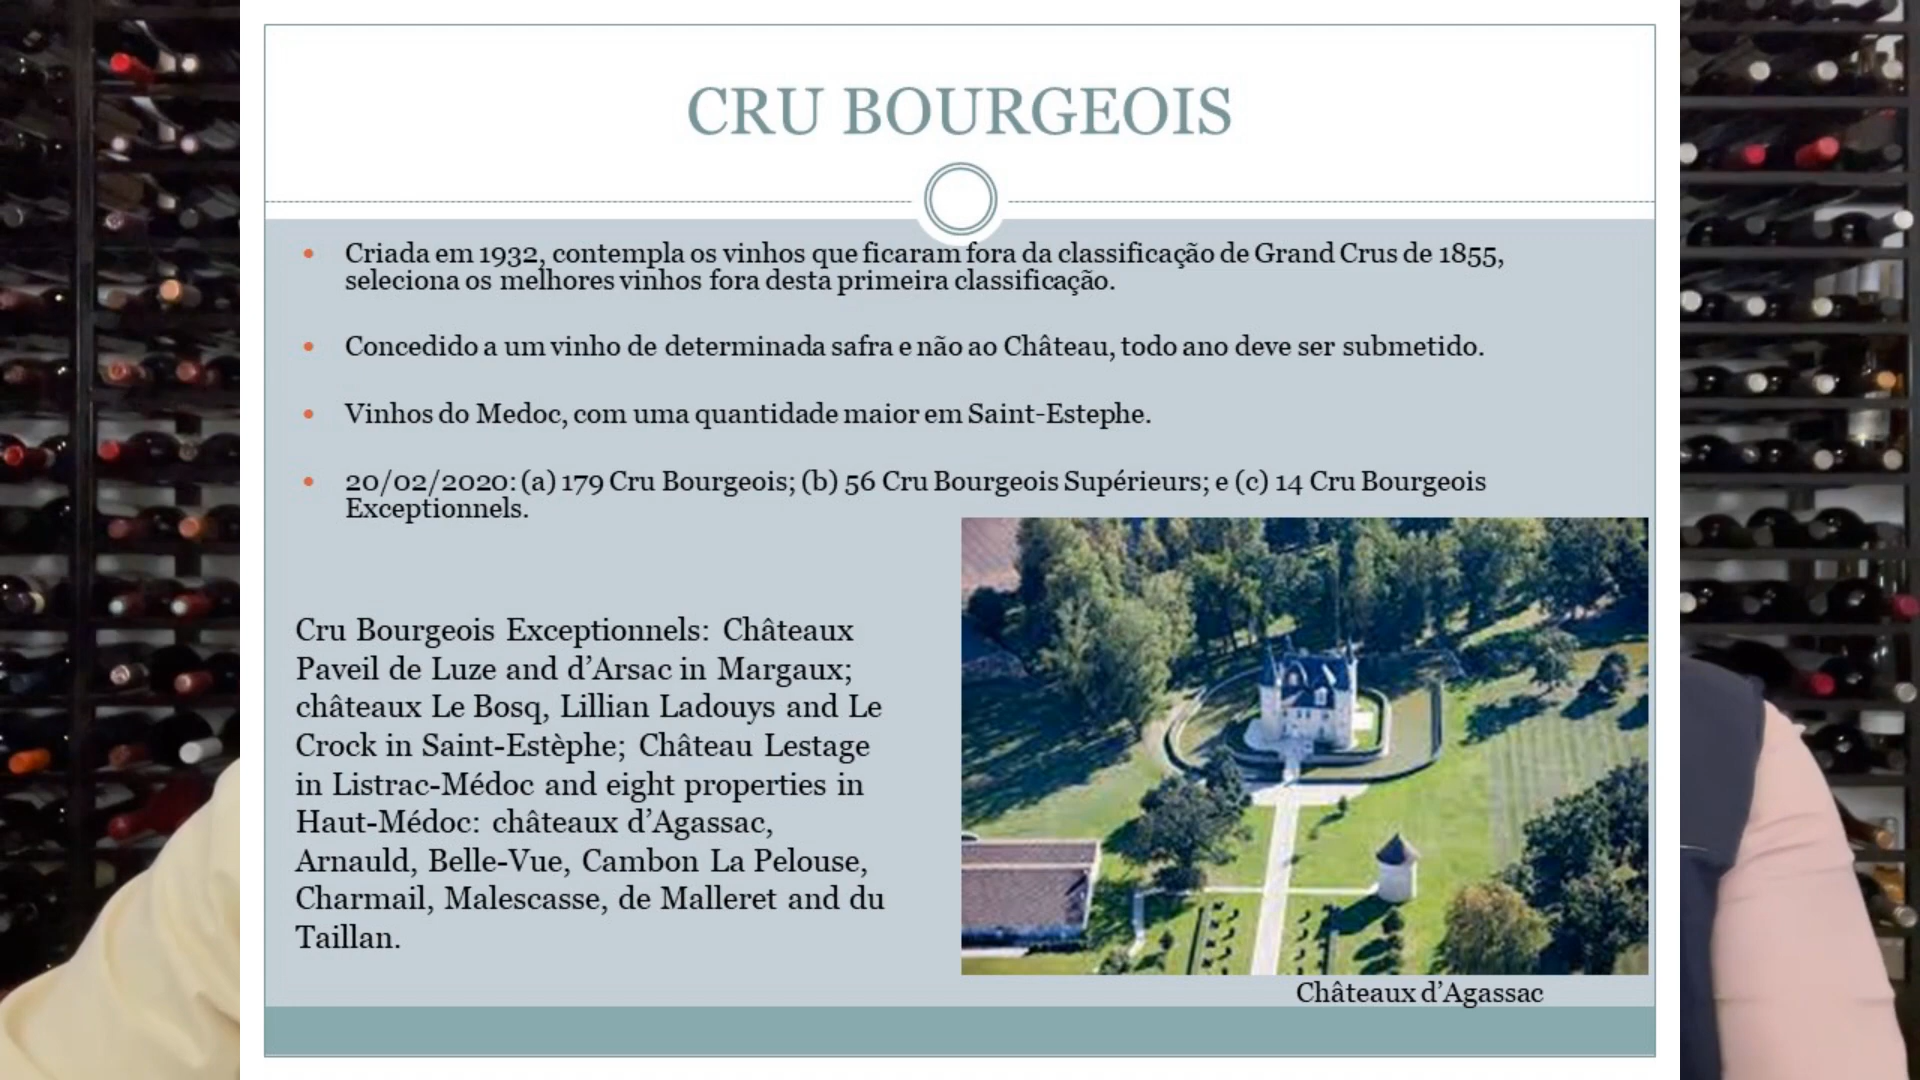 CRU BOURGEOIS
• Criada em 1932, contempla os vinhos que ficaram fora da classificação de Grand Crus de 1855,
seleciona os melhores vinhos fora desta primeira classificação.
• Concedido a um vinho de determinada safra e não ao Château, todo ano deve ser submetido.
• Vinhos do Medoc, com uma quantidade maior em Saint-Estephe.
• 20/02/2020: (a) 179 Cru Bourgeois; (b) 56 Cru Bourgeois Supérieurs; e (c) 14 Cru Bourgeois
Exceptionnels.
Cru Bourgeois Exceptionnels: Châteaux
Paveil de Luze and d’Arsac in Margaux;
châteaux Le Bosq, Lillian Ladouys and Le
Crock in Saint-Estèphe; Château Lestage
in Listrac-Médoc and eight properties in
Haut-Médoc: châteaux d’Agassac,
Arnauld, Belle-Vue, Cambon La Pelouse,
Charmail, Malescasse, de Malleret and du
Taillan.
Châteaux d’Agassac